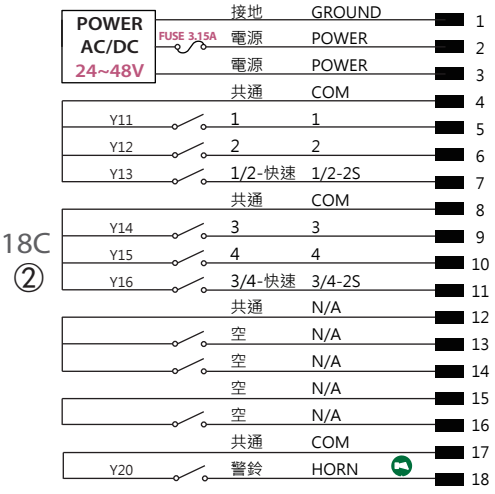 POWER
AC/DC
24~48V
FUSE 3.15A
接地 GROUND 1
電源 POWER 2
電源 POWER 3
共通 COM 4
Y11 1 1 5
Y12 2 2 6
Y13 1/2-快速 1/2-2S 7
共通 COM 8
18C
②
Y14 3 3 9
Y15 4 4 10
Y16 3/4-快速 3/4-2S 11
共通 N/A 12
空 N/A 13
空 N/A 14
空 N/A 15
空 N/A 16
共通 COM 17
Y20 警鈴 HORN 18